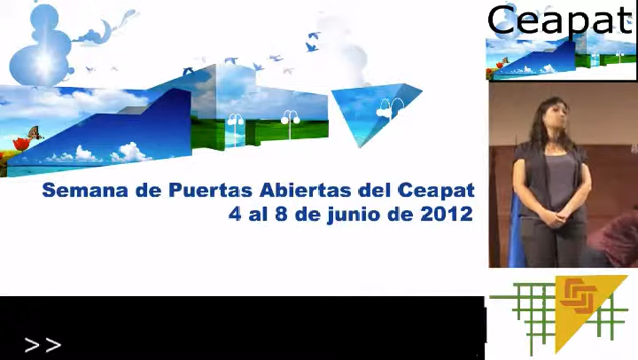 Ceapat
Semana de Puertas Abiertas del Ceapat
4 al 8 de junio de 2012
>>